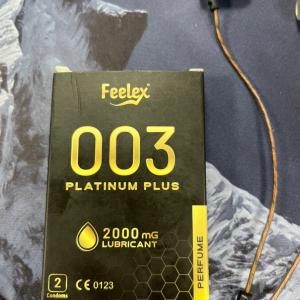 Feelex
003
PLATINUM PLUS
2000 mG
LUBRICANT
PERFUME
2
Condoms
CE 0123